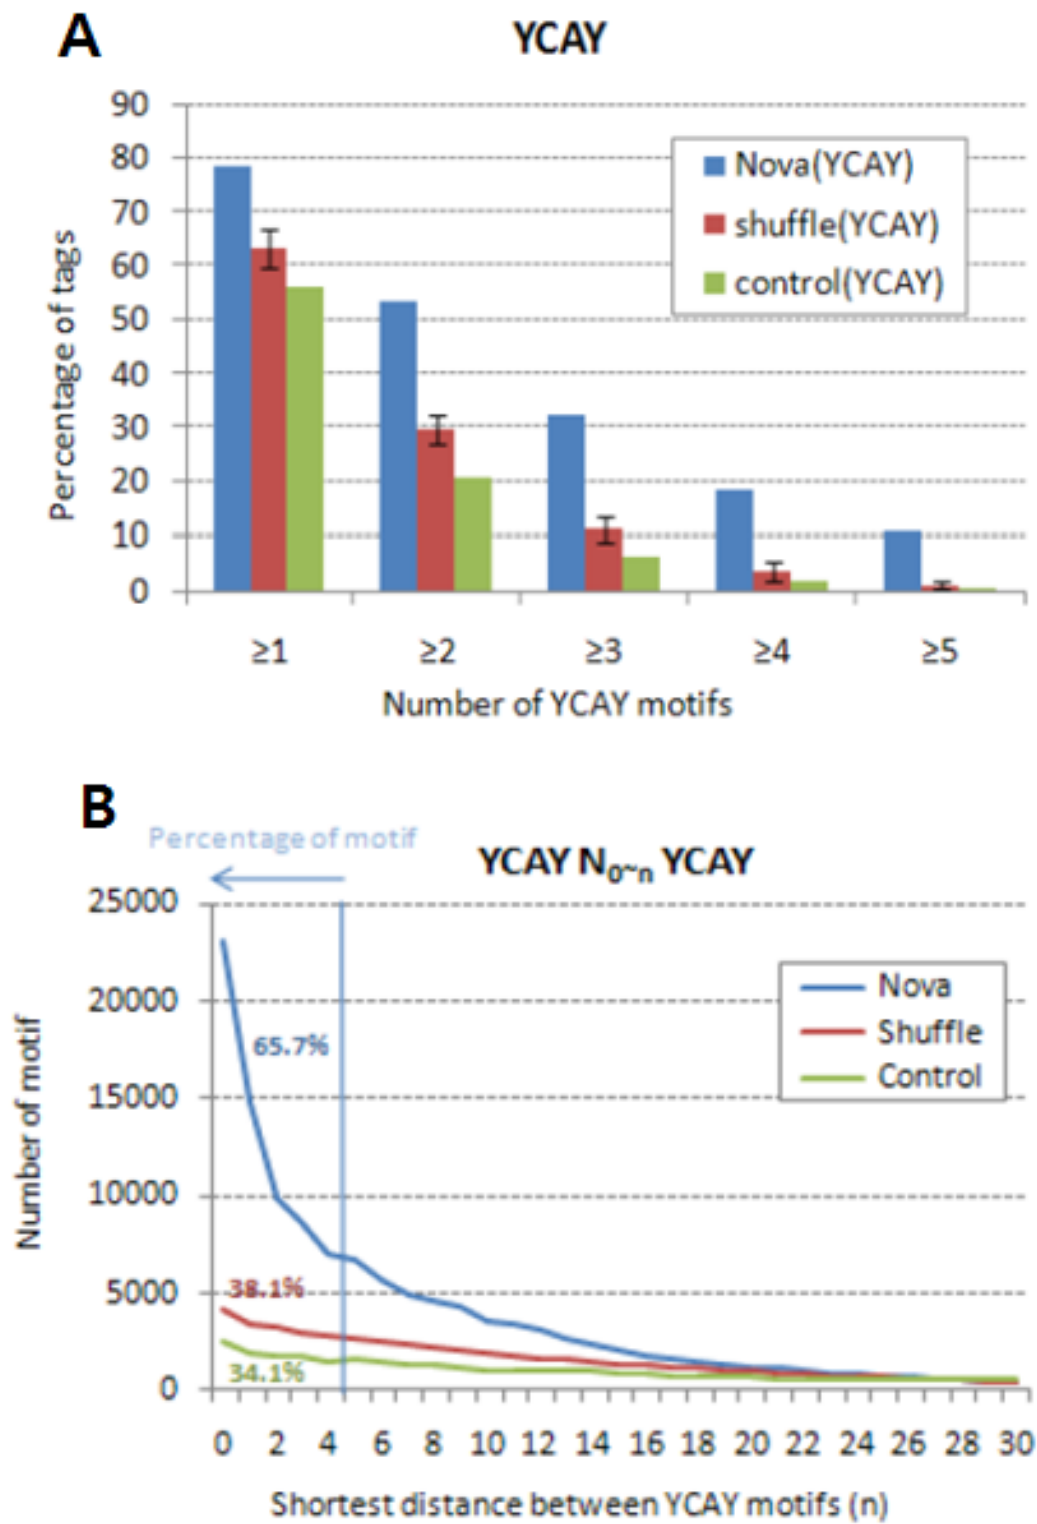 A
YCAY
90
80
70
60
50
40
30
20
10
0
Percentage of tags
Nova(YCAY)
shuffle(YCAY)
control(YCAY)
≥1 ≥2 ≥3 ≥4 ≥5
Number of YCAY motifs
B
Percentage of motif
YCAY N0~n YCAY
25000
20000
15000
10000
5000
0
Number of motif
Nova
Shuffle
Control
65.7%
38.1%
34.1%
0 2 4 6 8 10 12 14 16 18 20 22 24 26 28 30
Shortest distance between YCAY motifs (n)